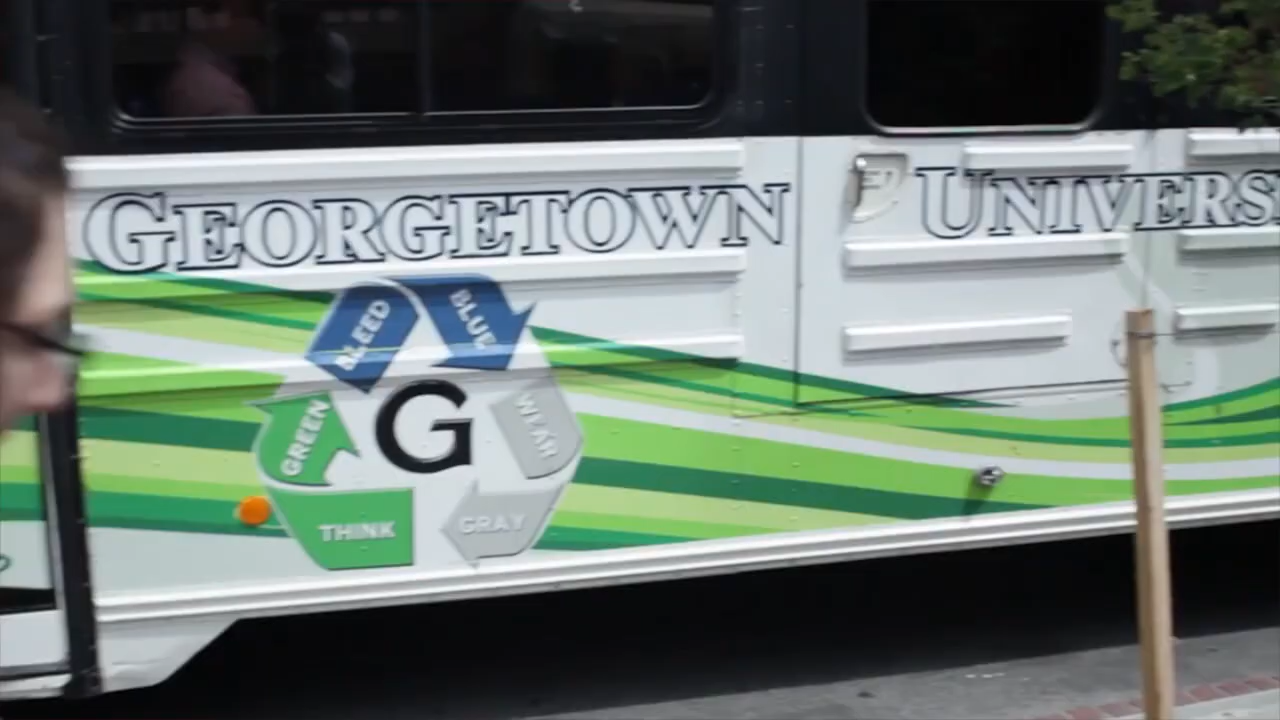 GEORGETOWN UNIVERS
BLEED BLUE
WEAR GRAY
THINK GREEN
G